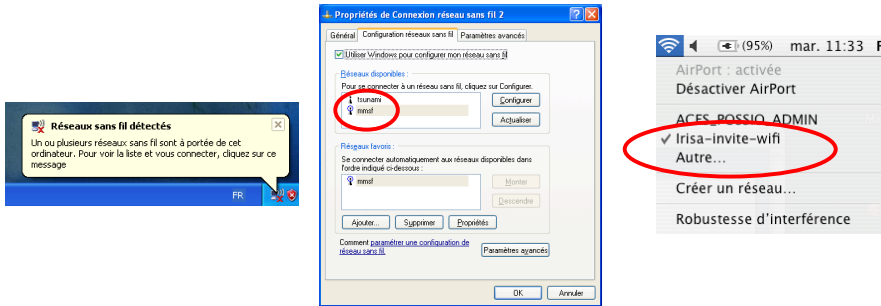 Réseaux sans fil détectés
Un ou plusieurs réseaux sans fil sont à portée de cet
ordinateur. Pour voir la liste et vous connecter, cliquez sur ce
message
FR
Propriétés de Connexion réseau sans fil 2
Général
Configuration réseaux sans fil
Paramètres avancés
Utiliser Windows pour configurer mon réseau sans fil
Réseaux disponibles :
Pour se connecter à un réseau sans fil, cliquez sur Configurer.
tsunami
mmsf
Configurer
Actualiser
Réseaux favoris :
Se connecter automatiquement aux réseaux disponibles dans
l'ordre indiqué ci-dessous :
mmsf
Monter
Descendre
Ajouter...
Supprimer
Propriétés
Comment paramétrer une configuration de
réseau sans fil.
Paramètres avancés
OK
Annuler
(95%) mar. 11:33
AirPort : activée
Désactiver AirPort
ACES_POSSIO_ADMIN
Irisa-invite-wifi
Autre...
Créer un réseau...
Robustesse d'interférence